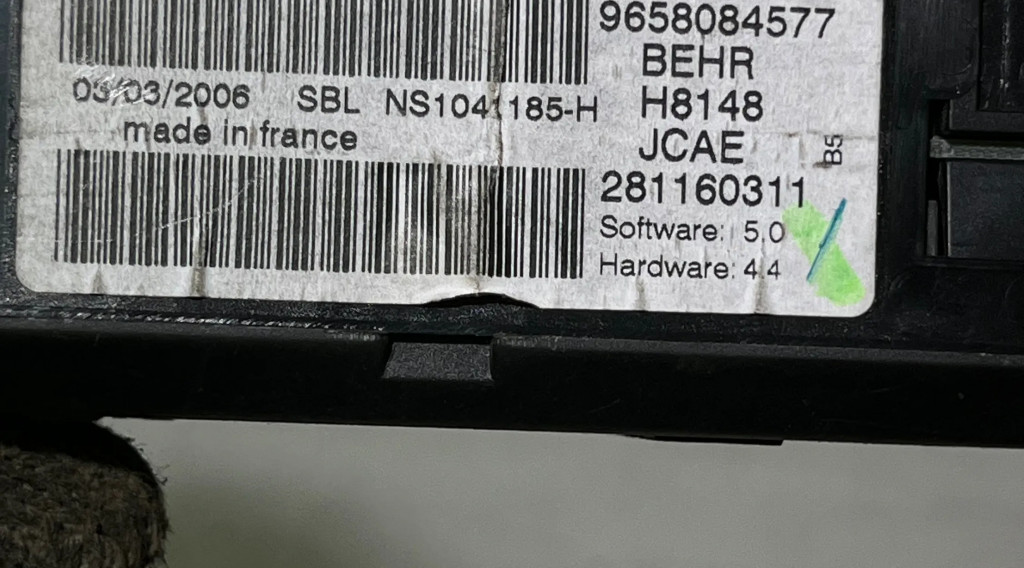 9658084577
BEHR
03/03/2006 SBL NS104185-H H8148
made in france JCAE
B5
281160311
Software: 5.0
Hardware: 4.4